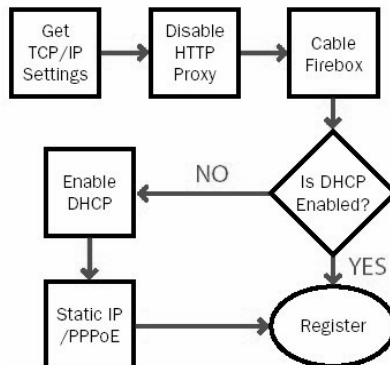 Get
TCP/IP
Settings
Disable
HTTP
Proxy
Cable
Firebox
Is DHCP
Enabled?
NO
YES
Enable
DHCP
Static IP
/PPPoE
Register